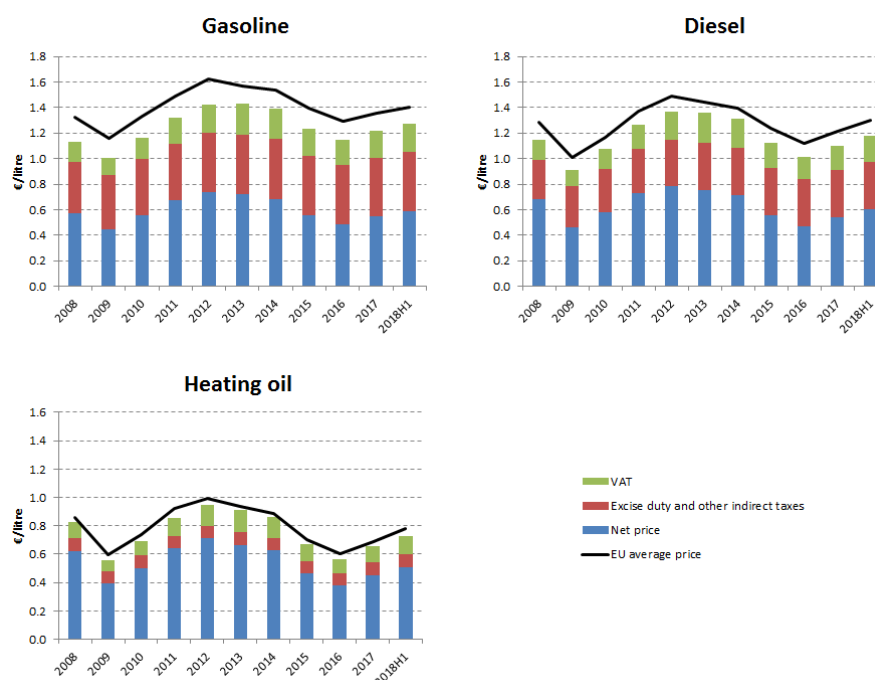 Gasoline
€/litre
1.8
1.6
1.4
1.2
1.0
0.8
0.6
0.4
0.2
0.0
2008 2009 2010 2011 2012 2013 2014 2015 2016 2017 2018H1
Diesel
€/litre
1.8
1.6
1.4
1.2
1.0
0.8
0.6
0.4
0.2
0.0
2008 2009 2010 2011 2012 2013 2014 2015 2016 2017 2018H1
Heating oil
€/litre
1.6
1.4
1.2
1.0
0.8
0.6
0.4
0.2
0.0
2008 2009 2010 2011 2012 2013 2014 2015 2016 2017 2018H1
VAT
Excise duty and other indirect taxes
Net price
EU average price